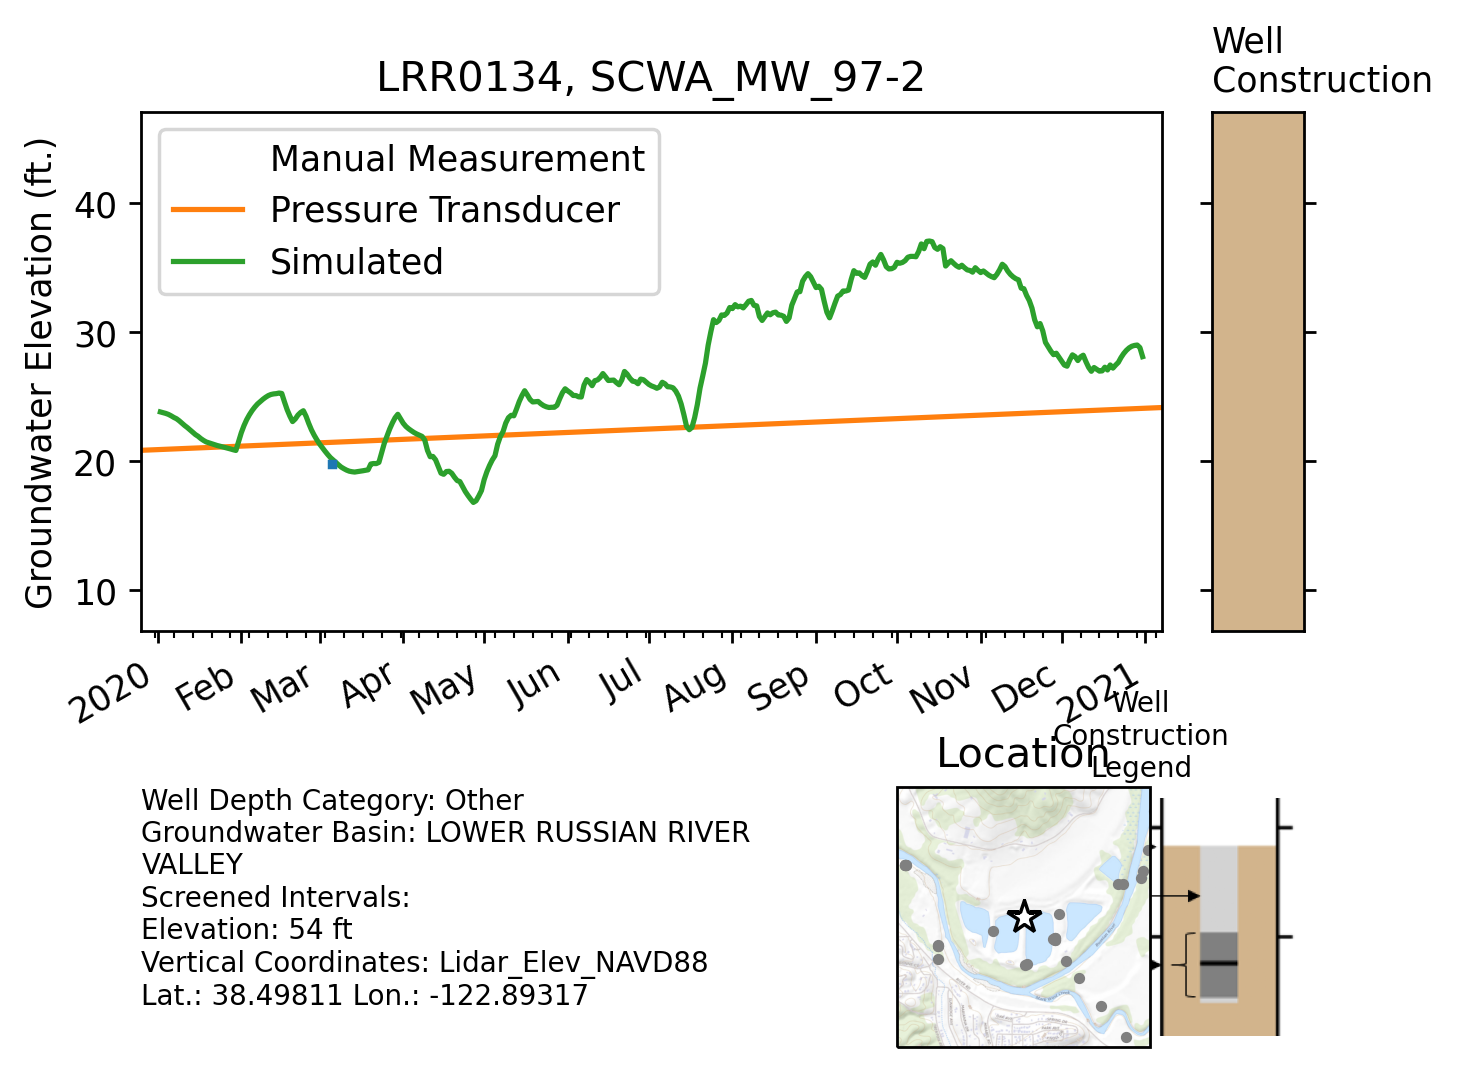 Well
Construction
LRR0134, SCWA_MW_97-2
Groundwater Elevation (ft.)
40
30
20
10
Manual Measurement
Pressure Transducer
Simulated
2020
Feb
Mar
Apr
May
Jun
Jul
Aug
Sep
Oct
Nov
Dec
2021
Well
Construction
Legend
Location
Well Depth Category: Other
Groundwater Basin: LOWER RUSSIAN RIVER
VALLEY
Screened Intervals:
Elevation: 54 ft
Vertical Coordinates: Lidar_Elev_NAVD88
Lat.: 38.49811 Lon.: -122.89317